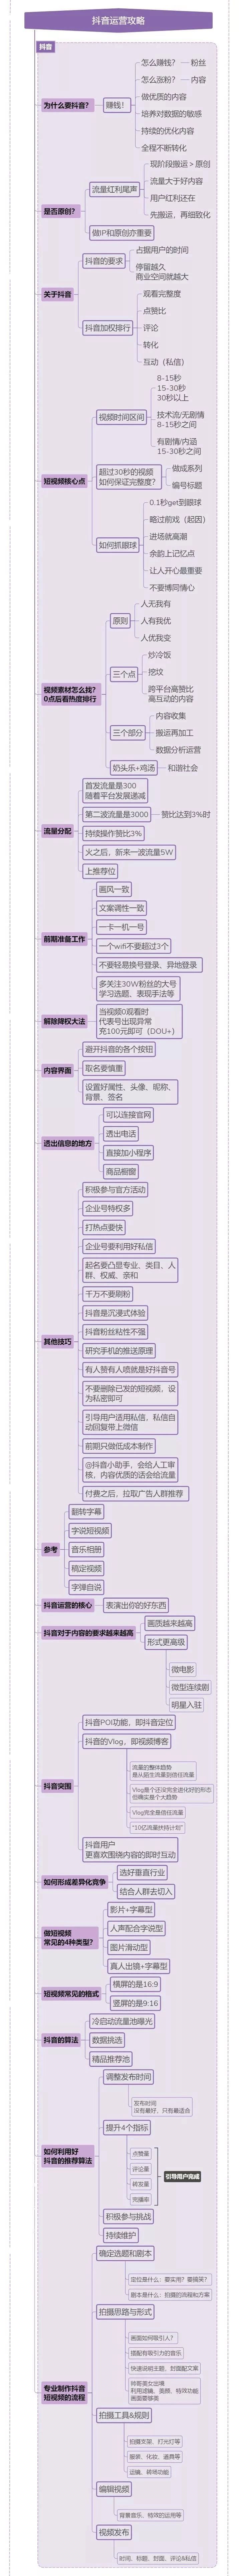 抖音运营攻略
抖音
为什么要抖音？
赚钱！
怎么赚钱？
粉丝
怎么涨粉？
内容
做优质的内容
培养对数据的敏感
持续的优化内容
全程不断转化
是否原创？
流量红利尾声
现阶段搬运＞原创
流量大于好内容
用户红利还在
先搬运，再细致化
做IP和原创亦重要
关于抖音
抖音的要求
占据用户的时间
停留越久
商业空间就越大
抖音加权排行
观看完整度
点赞比
评论
转化
互动（私信）
短视频核心点
视频时间区间
8-15秒
15-30秒
30秒以上
技术流/无剧情
8-15秒之间
有剧情/内涵
15-30秒之间
超过30秒的视频
如何保证完整度？
做成系列
编号标题
如何抓眼球
0.1秒get到眼球
略过前戏（起因）
进场就高潮
余韵上记忆点
让人开心最重要
不要博同情心
视频素材怎么找？
0点后看热度排行
原则
人无我有
人有我优
人优我变
三个点
炒冷饭
挖坟
跨平台高赞比
高互动的内容
三个部分
内容收集
搬运再加工
数据分析运营
奶头乐+鸡汤
和谐社会
流量分配
首发流量是300
随着平台发展递减
第二波流量是3000
赞比达到3%时
持续操作赞比3%
火之后，新来一波流量5W
上推荐位
前期准备工作
画风一致
文案调性一致
一卡一机一号
一个wifi不要超过3个
不要轻易换号登录、异地登录
多关注30W粉丝的大号
学习选题、表现手法等
解除降权大法
当视频0观看时
代表号出现异常
充100元即可（DOU+）
内容界面
避开抖音的各个按钮
取名要慎重
设置好属性、头像、昵称、
背景、签名
透出信息的地方
可以连接官网
透出电话
直接加小程序
商品橱窗
其他技巧
积极参与官方活动
企业号特权多
打热点要快
企业号要利用好私信
起名要凸显专业、类目，人
群、权威、亲和
千万不要刷粉
抖音是沉浸式体验
抖音粉丝粘性不强
研究手机的推送原理
有人赞有人喷就是好抖音号
不要删除已发的短视频，设
为私密即可
引导用户适用私信，私信自
动回复带上微信
前期只做低成本制作
@抖音小助手，会给人工审
核，内容优质的话会给流量
付费之后，拉取广告人群推荐
参考
翻转字幕
字说短视频
音乐相册
稿定视频
字弹自说
抖音运营的核心
表演出你的好东西
抖音对于内容的要求越来越高
画质越来越高
形式更高级
微电影
微型连续剧
明星入驻
抖音突围
抖音POI功能，即抖音定位
抖音的Vlog，即视频博客
流量的整体趋势
是从陌生流量到信任流量
Vlog是个还没完全进化好的形态
但确实是个大趋势
Vlog完全是信任流量
“10亿流量扶持计划”
抖音用户
更喜欢围绕内容的即时互动
如何形成差异化竞争
选好垂直行业
结合人群去切入
做短视频
常见的4种类型？
影片+字幕型
人声配合字说型
图片滑动型
真人出镜+字幕型
短视频常见的格式
横屏的是16:9
竖屏的是9:16
抖音的算法
冷启动流量池曝光
数据挑选
精品推荐池
如何利用好
抖音的推荐算法
调整发布时间
发布时间
没有最好，只有最适合
提升4个指标
点赞量
评论量
转发量
完播率
引导用户完成
积极参与挑战
持续维护
专业制作抖音
短视频的流程
确定选题和剧本
定位是什么：要实用？要搞笑？
剧本是什么：拍摄的流程和方案
拍摄思路与形式
画面如何吸引人？
搭配有吸引力的音乐
快速说明主题、封面配文案
帅哥美女出境
利用滤镜、美颜、特效功能
画面要够美
拍摄工具&规则
拍摄支架、灯光灯等
服装、化妆、道具等
运镜、转场功能
编辑视频
背景音乐、特效的运用等
视频发布
时间、标题、封面、评论&私信